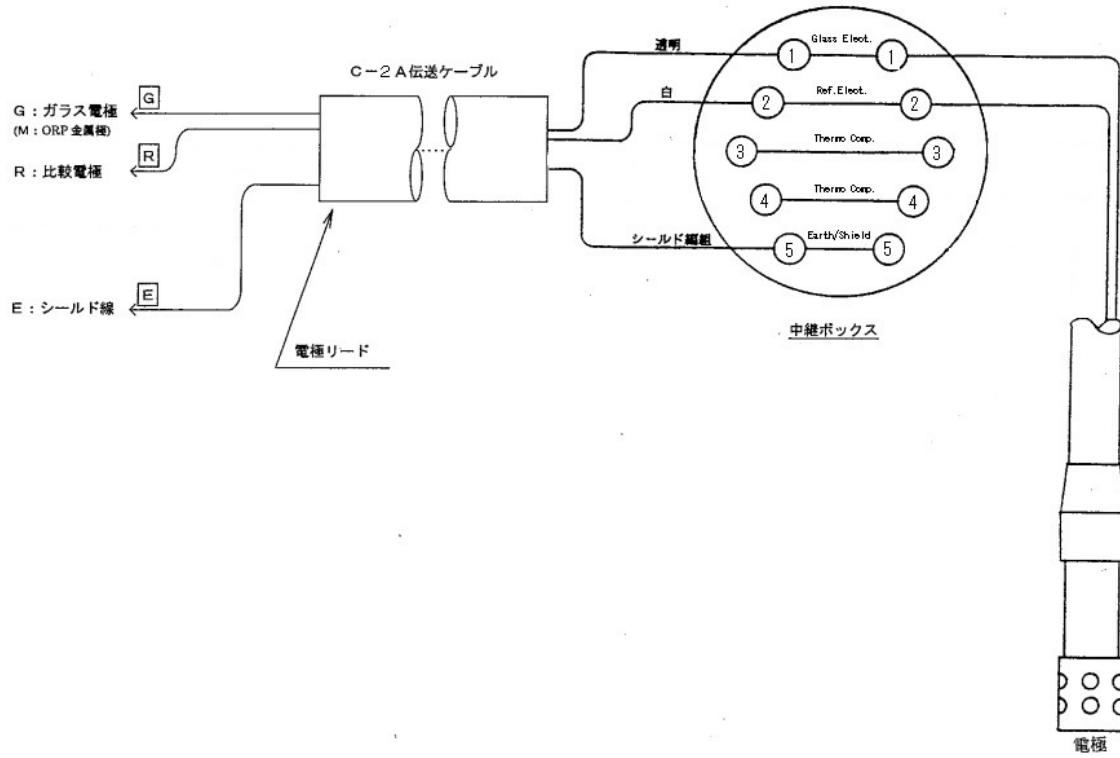 C-2A伝送ケーブル
G
G：ガラス電極
(M：ORP 金属極)
R
R：比較電極
E
E：シールド線
電極リード
透明
白
シールド編組
1 Glass Elect. 1
2 Ref.Elect. 2
3 Thermo Comp. 3
4 Thermo Comp. 4
5 Earth/Shield 5
中継ボックス
電極